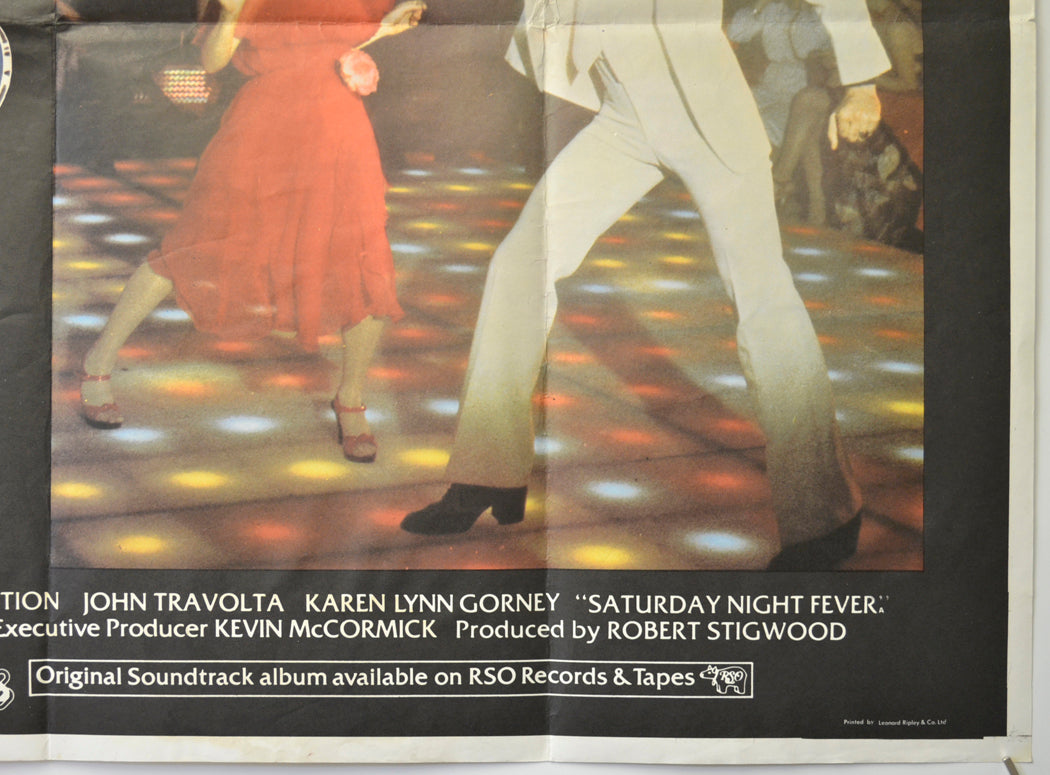 TION JOHN TRAVOLTA KAREN LYNN GORNEY “SATURDAY NIGHT FEVER.”
Executive Producer KEVIN McCORMICK Produced by ROBERT STIGWOOD
Original Soundtrack album available on RSO Records & Tapes RSO
Printed by Leonard Ripley & Co. Ltd